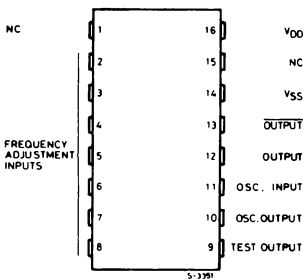 NC 1 16 VDD
2 15 NC
3 14 VSS
4 13 OUTPUT
FREQUENCY
ADJUSTMENT
INPUTS
5 12 OUTPUT
6 11 OSC. INPUT
7 10 OSC. OUTPUT
8 9 TEST OUTPUT
S-3351